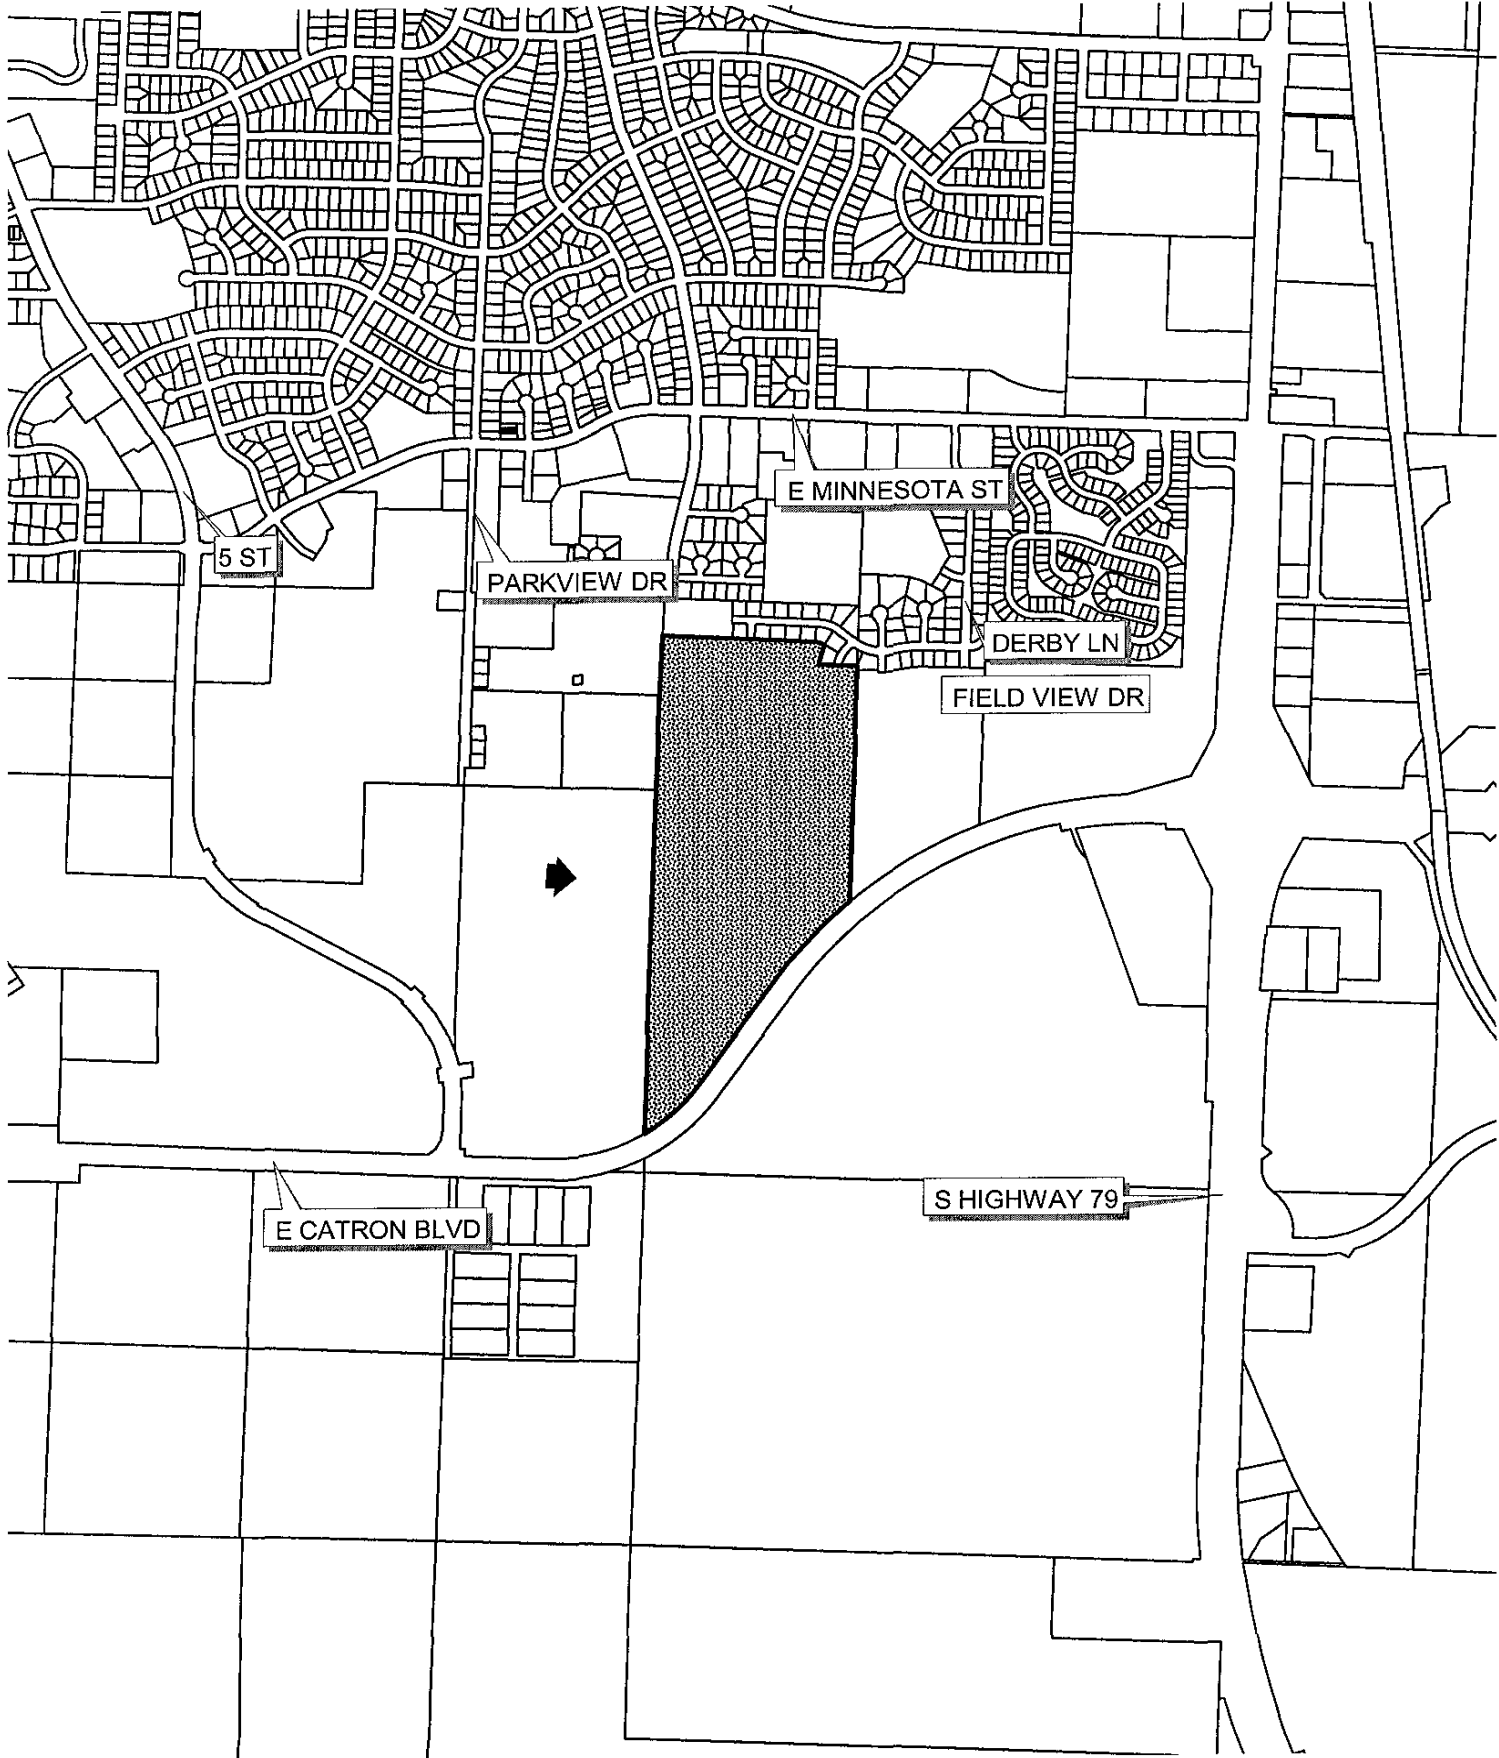 E MINNESOTA ST
5 ST
PARKVIEW DR
DERBY LN
FIELD VIEW DR
S HIGHWAY 79
E CATRON BLVD